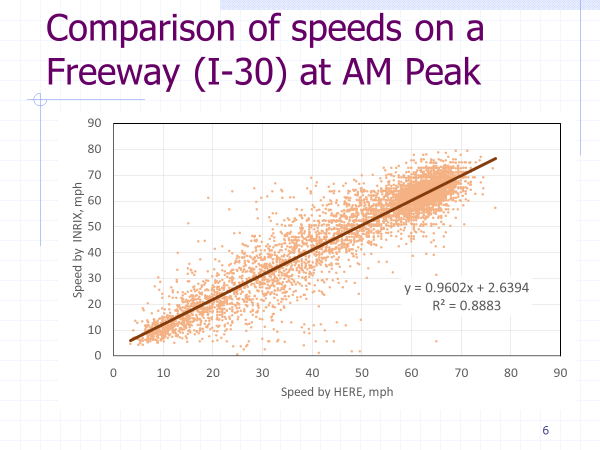 Comparison of speeds on a
Freeway (I-30) at AM Peak
90
80
70
60
50
40
30
20
10
0
Speed by INRIX, mph
y = 0.9602x + 2.6394
R² = 0.8883
0 10 20 30 40 50 60 70 80 90
Speed by HERE, mph
6